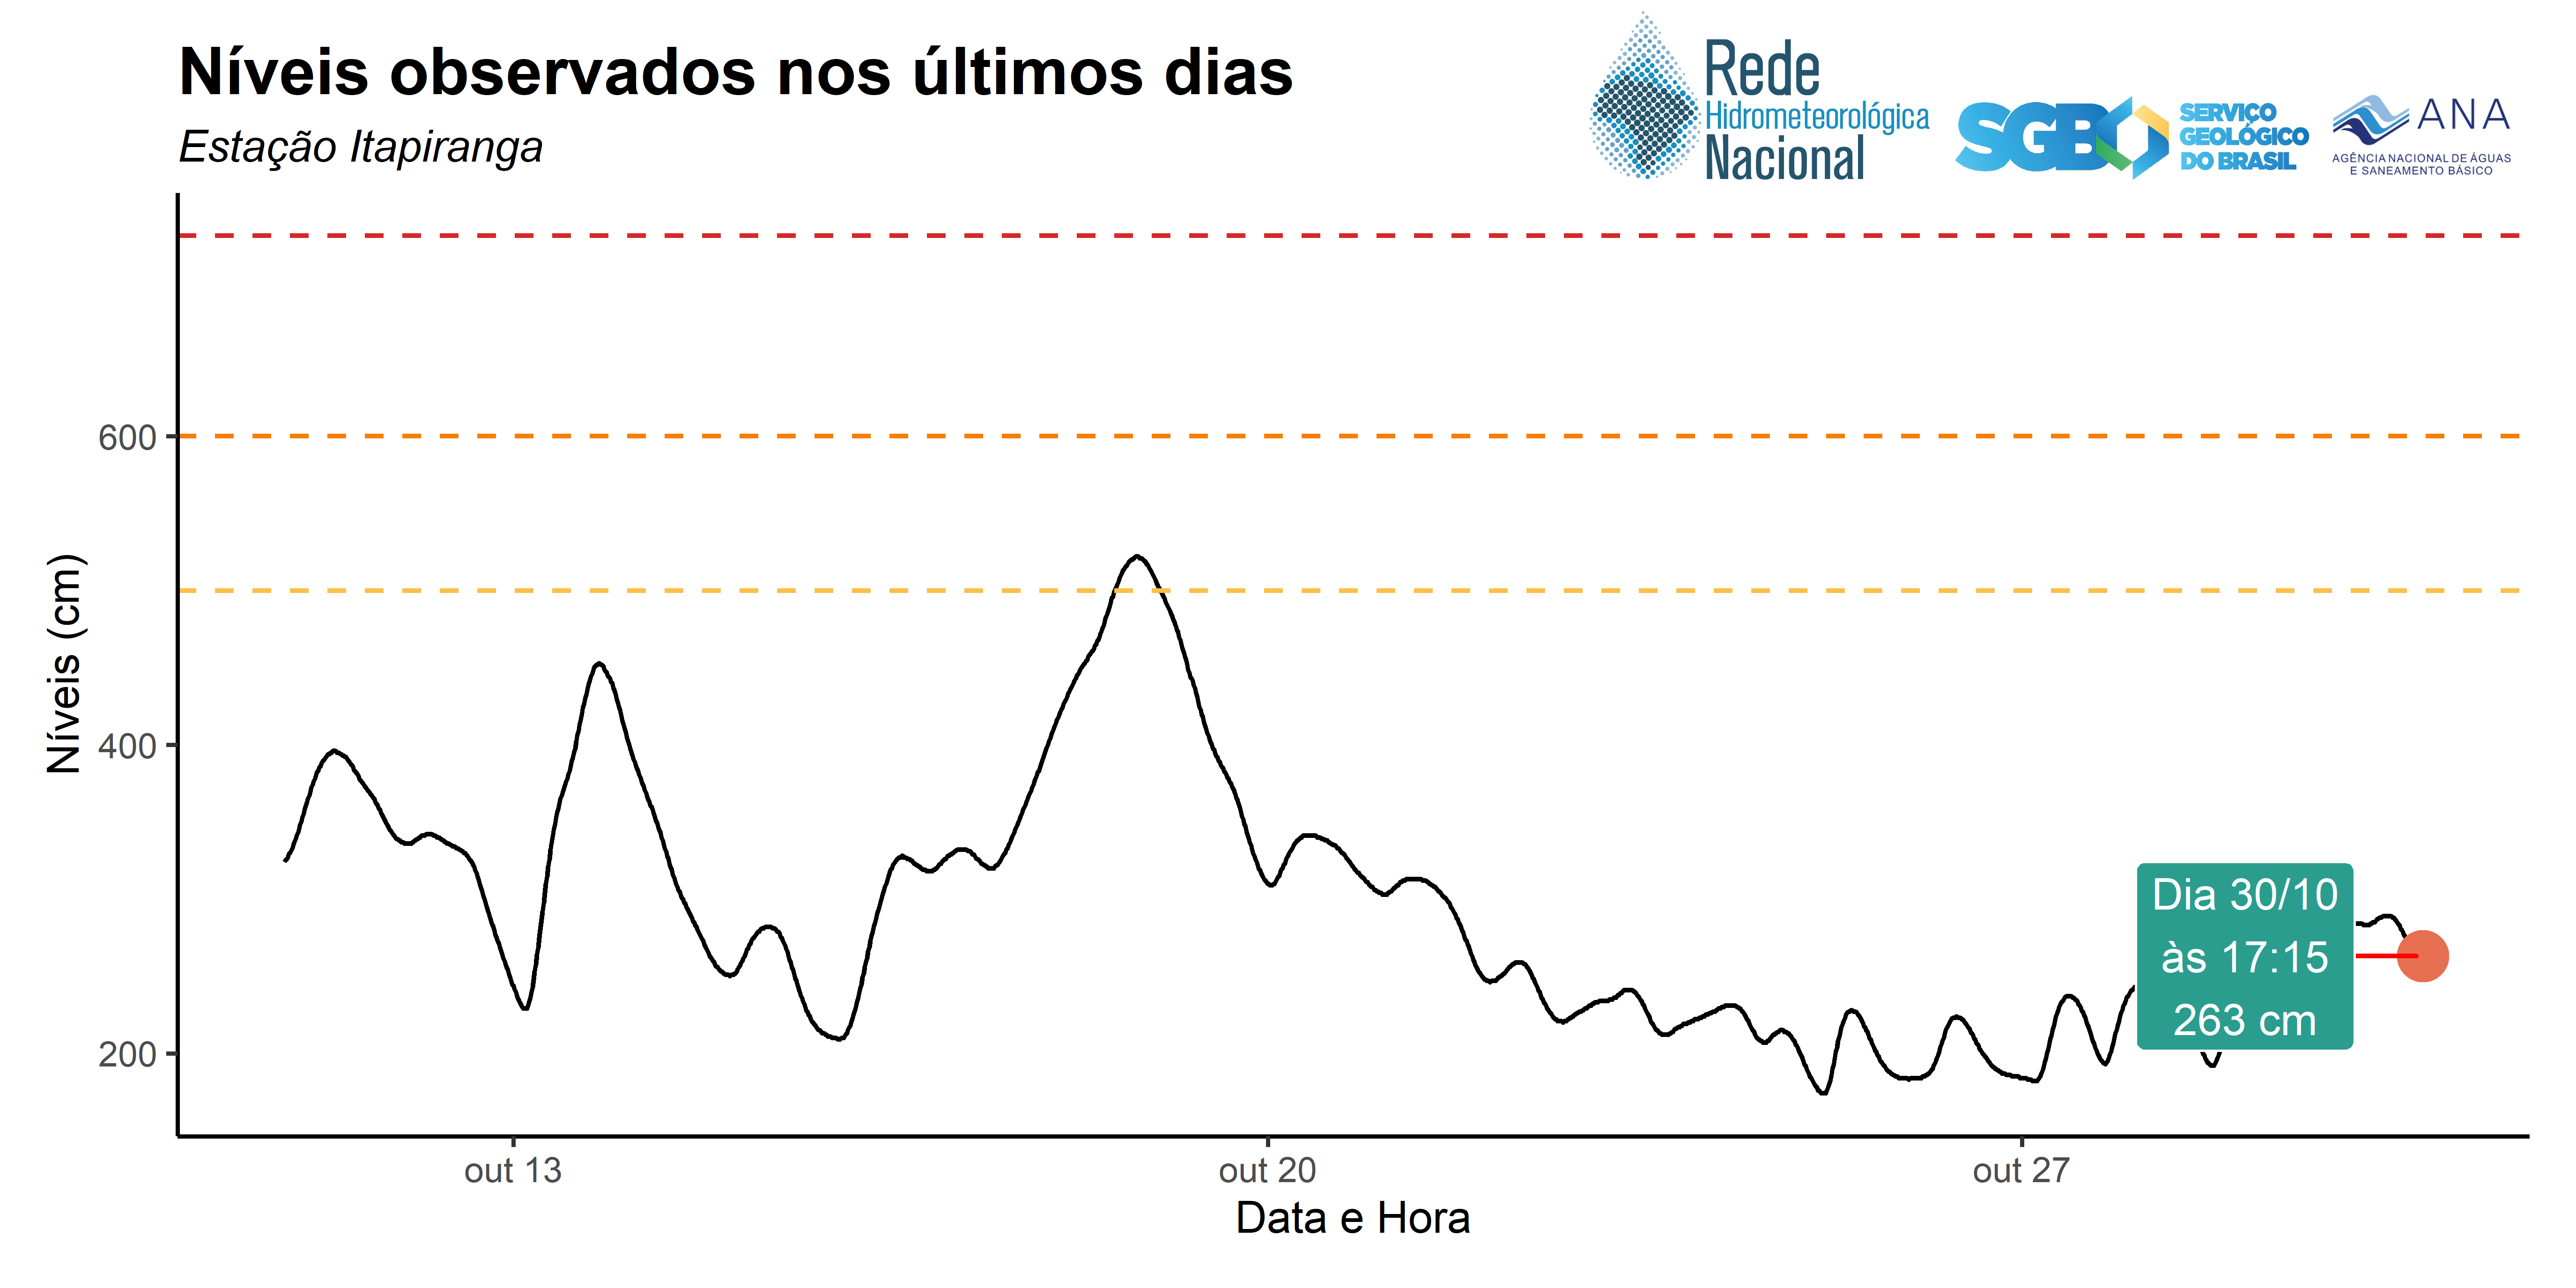 Níveis observados nos últimos dias
Estação Itapiranga
Rede
Hidrometeorológica
Nacional
SGB
SERVIÇO
GEOLÓGICO
DO BRASIL
ANA
AGÊNCIA NACIONAL DE ÁGUAS
E SANEAMENTO BÁSICO
Níveis (cm)
600
400
200
Dia 30/10
às 17:15
263 cm
out 13
out 20
out 27
Data e Hora